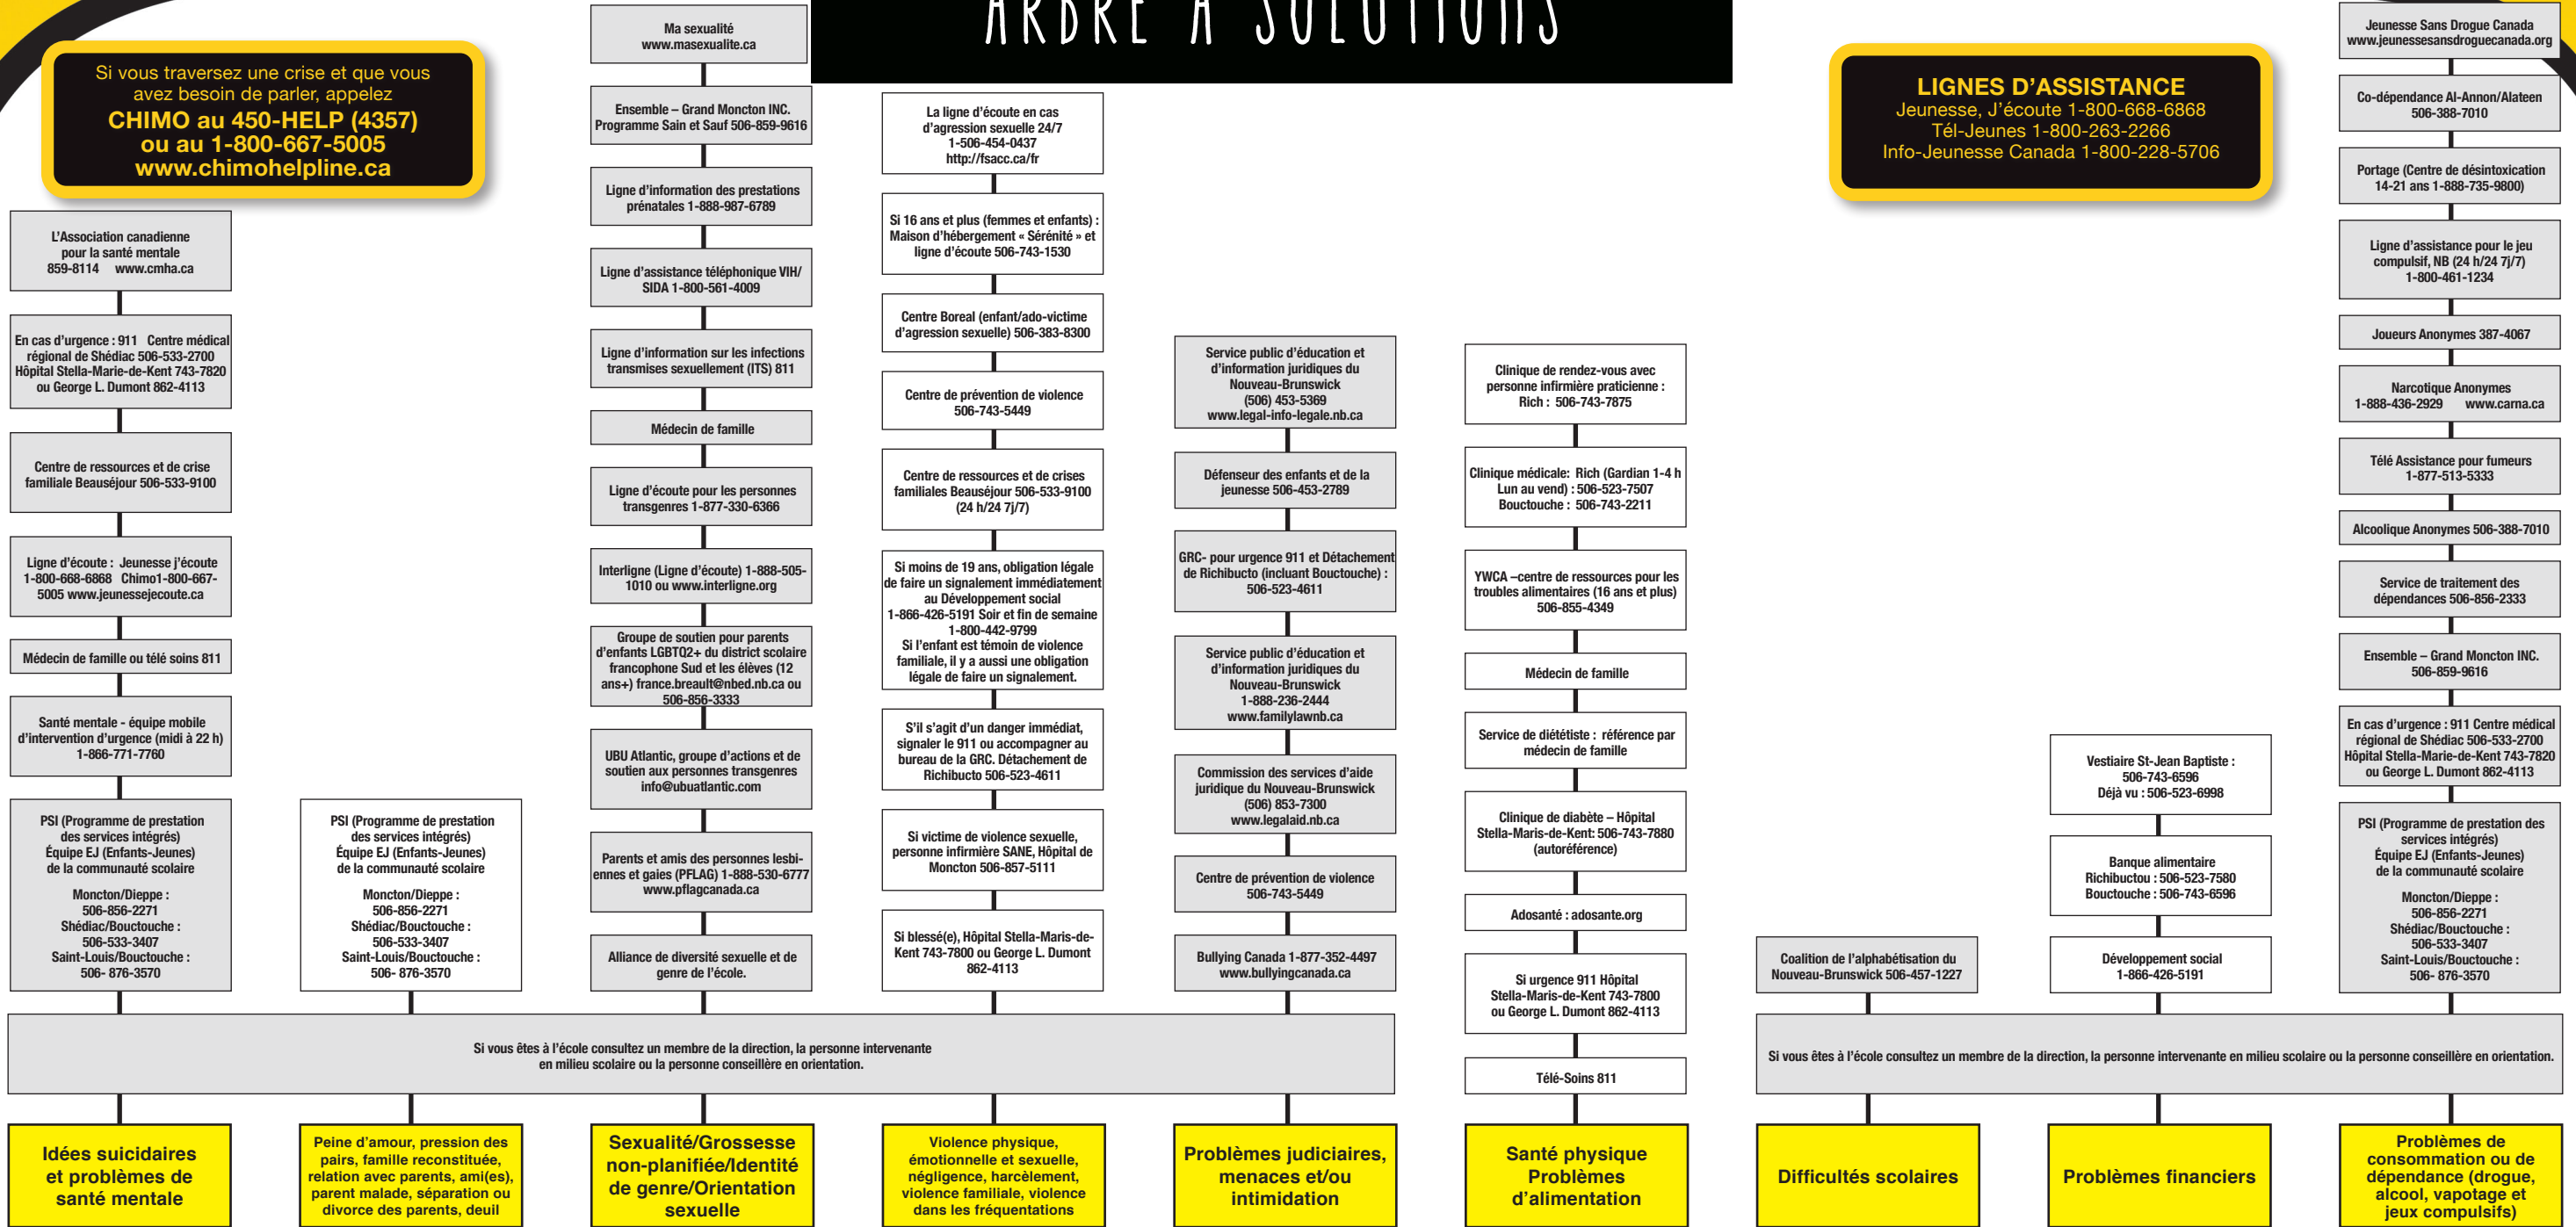 ARBRE À SOLUTIONS
Si vous traversez une crise et que vous
avez besoin de parler, appelez
CHIMO au 450-HELP (4357)
ou au 1-800-667-5005
www.chimohelpline.ca
LIGNES D'ASSISTANCE
Jeunesse, J'écoute 1-800-668-6868
Tél-Jeunes 1-800-263-2266
Info-Jeunesse Canada 1-800-228-5706
L'Association canadienne
pour la santé mentale
859-8114 www.cmha.ca
En cas d'urgence : 911 Centre médical
régional de Shédiac 506-533-2700
Hôpital Stella-Marie-de-Kent 743-7820
ou George L. Dumont 862-4113
Centre de ressources et de crise
familiale Beauséjour 506-533-9100
Ligne d'écoute : Jeunesse j'écoute
1-800-668-6868 Chimo1-800-667-
5005 www.jeunessejecoute.ca
Médecin de famille ou télé soins 811
Santé mentale - équipe mobile
d'intervention d'urgence (midi à 22 h)
1-866-771-7760
PSI (Programme de prestation
des services intégrés)
Équipe EJ (Enfants-Jeunes)
de la communauté scolaire
Moncton/Dieppe :
506-856-2271
Shédiac/Bouctouche :
506-533-3407
Saint-Louis/Bouctouche :
506- 876-3570
PSI (Programme de prestation
des services intégrés)
Équipe EJ (Enfants-Jeunes)
de la communauté scolaire
Moncton/Dieppe :
506-856-2271
Shédiac/Bouctouche :
506-533-3407
Saint-Louis/Bouctouche :
506- 876-3570
Ma sexualité
www.masexualite.ca
Ensemble – Grand Moncton INC.
Programme Sain et Sauf 506-859-9616
Ligne d'information des prestations
prénatales 1-888-987-6789
Ligne d'assistance téléphonique VIH/
SIDA 1-800-561-4009
Ligne d'information sur les infections
transmises sexuellement (ITS) 811
Médecin de famille
Ligne d'écoute pour les personnes
transgenres 1-877-330-6366
Interligne (Ligne d'écoute) 1-888-505-
1010 ou www.interligne.org
Groupe de soutien pour parents
d'enfants LGBTQ2+ du district scolaire
francophone Sud et les élèves (12
ans+) france.breault@nbed.nb.ca ou
506-856-3333
UBU Atlantic, groupe d'actions et de
soutien aux personnes transgenres
info@ubuatlantic.com
Parents et amis des personnes lesbi-
ennes et gaies (PFLAG) 1-888-530-6777
www.pflagcanada.ca
Alliance de diversité sexuelle et de
genre de l'école.
La ligne d'écoute en cas
d'agression sexuelle 24/7
1-506-454-0437
http://fsacc.ca/fr
Si 16 ans et plus (femmes et enfants) :
Maison d'hébergement « Sérénité » et
ligne d'écoute 506-743-1530
Centre Boreal (enfant/ado-victime
d'agression sexuelle) 506-383-8300
Centre de prévention de violence
506-743-5449
Centre de ressources et de crises
familiales Beauséjour 506-533-9100
(24 h/24 7j/7)
Si moins de 19 ans, obligation légale
de faire un signalement immédiatement
au Développement social
1-866-426-5191 Soir et fin de semaine
1-800-442-9799
Si l'enfant est témoin de violence
familiale, il y a aussi une obligation
légale de faire un signalement.
S'il s'agit d'un danger immédiat,
signaler le 911 ou accompagner au
bureau de la GRC. Détachement de
Richibucto 506-523-4611
Si victime de violence sexuelle,
personne infirmière SANE, Hôpital de
Moncton 506-857-5111
Si blessé(e), Hôpital Stella-Maris-de-
Kent 743-7800 ou George L. Dumont
862-4113
Service public d'éducation et
d'information juridiques du
Nouveau-Brunswick
(506) 453-5369
www.legal-info-legale.nb.ca
Défenseur des enfants et de la
jeunesse 506-453-2789
GRC- pour urgence 911 et Détachement
de Richibucto (incluant Bouctouche) :
506-523-4611
Service public d'éducation et
d'information juridiques du
Nouveau-Brunswick
1-888-236-2444
www.familylawnb.ca
Commission des services d'aide
juridique du Nouveau-Brunswick
(506) 853-7300
www.legalaid.nb.ca
Centre de prévention de violence
506-743-5449
Bullying Canada 1-877-352-4497
www.bullyingcanada.ca
Clinique de rendez-vous avec
personne infirmière praticienne :
Rich : 506-743-7875
Clinique médicale: Rich (Gardian 1-4 h
Lun au vend) : 506-523-7507
Bouctouche : 506-743-2211
YWCA –centre de ressources pour les
troubles alimentaires (16 ans et plus)
506-855-4349
Médecin de famille
Service de diététiste : référence par
médecin de famille
Clinique de diabète – Hôpital
Stella-Maris-de-Kent: 506-743-7880
(autoréférence)
Adosanté : adosante.org
Si urgence 911 Hôpital
Stella-Maris-de-Kent 743-7800
ou George L. Dumont 862-4113
Télé-Soins 811
Coalition de l'alphabétisation du
Nouveau-Brunswick 506-457-1227
Vestiaire St-Jean Baptiste :
506-743-6596
Déjà vu : 506-523-6998
Banque alimentaire
Richibuctou : 506-523-7580
Bouctouche : 506-743-6596
Développement social
1-866-426-5191
Jeunesse Sans Drogue Canada
www.jeunessesansdroguecanada.org
Co-dépendance Al-Annon/Alateen
506-388-7010
Portage (Centre de désintoxication
14-21 ans 1-888-735-9800)
Ligne d'assistance pour le jeu
compulsif, NB (24 h/24 7j/7)
1-800-461-1234
Joueurs Anonymes 387-4067
Narcotique Anonymes
1-888-436-2929 www.carna.ca
Télé Assistance pour fumeurs
1-877-513-5333
Alcoolique Anonymes 506-388-7010
Service de traitement des
dépendances 506-856-2333
Ensemble – Grand Moncton INC.
506-859-9616
En cas d'urgence : 911 Centre médical
régional de Shédiac 506-533-2700
Hôpital Stella-Marie-de-Kent 743-7820
ou George L. Dumont 862-4113
PSI (Programme de prestation des
services intégrés)
Équipe EJ (Enfants-Jeunes)
de la communauté scolaire
Moncton/Dieppe :
506-856-2271
Shédiac/Bouctouche :
506-533-3407
Saint-Louis/Bouctouche :
506- 876-3570
Si vous êtes à l'école consultez un membre de la direction, la personne intervenante
en milieu scolaire ou la personne conseillère en orientation.
Si vous êtes à l'école consultez un membre de la direction, la personne intervenante en milieu scolaire ou la personne conseillère en orientation.
Idées suicidaires
et problèmes de
santé mentale
Peine d'amour, pression des
pairs, famille reconstituée,
relation avec parents, ami(es),
parent malade, séparation ou
divorce des parents, deuil
Sexualité/Grossesse
non-planifiée/Identité
de genre/Orientation
sexuelle
Violence physique,
émotionnelle et sexuelle,
négligence, harcèlement,
violence familiale, violence
dans les fréquentations
Problèmes judiciaires,
menaces et/ou
intimidation
Santé physique
Problèmes
d'alimentation
Difficultés scolaires
Problèmes financiers
Problèmes de
consommation ou de
dépendance (drogue,
alcool, vapotage et
jeux compulsifs)